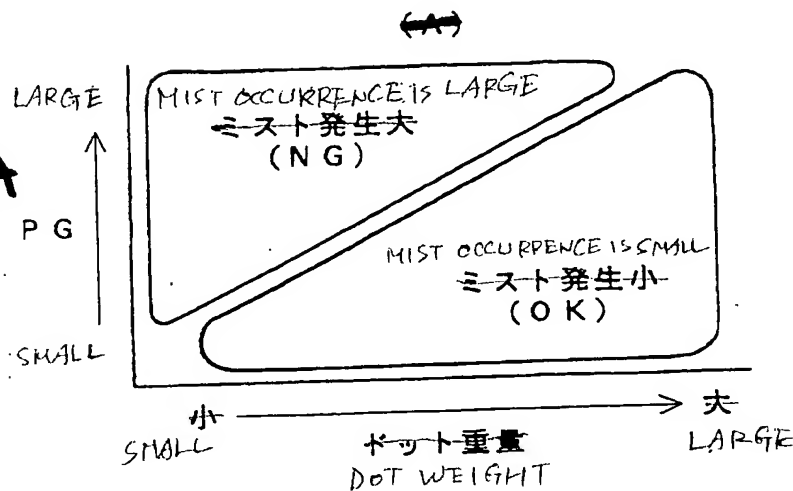 (A)
LARGE
MIST OCCURRENCE IS LARGE
ミスト発生大
(NG)
A
PG
MIST OCCURRENCE IS SMALL
ミスト発生小
(OK)
SMALL
小
大
SMALL
ドット重量
LARGE
DOT WEIGHT